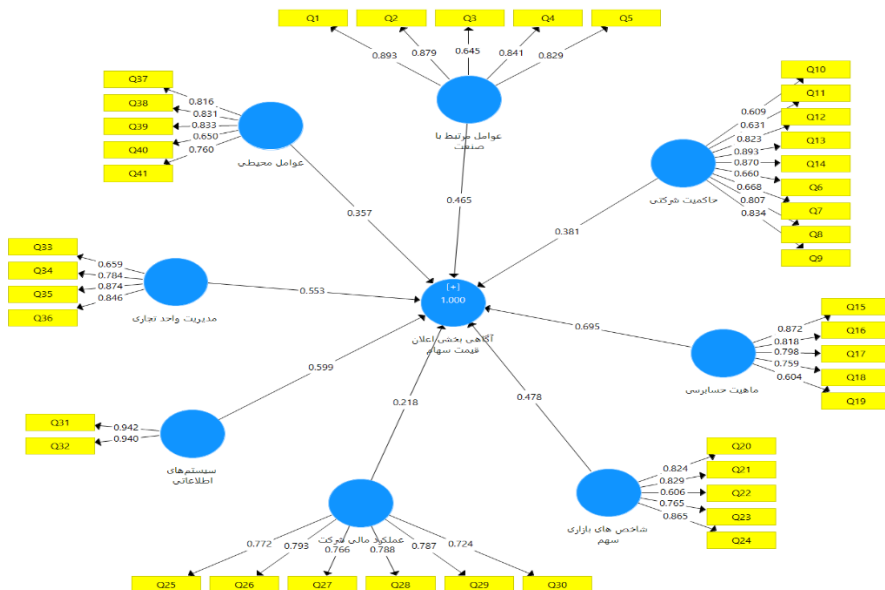 Q1
Q2
Q3
Q4
Q5
0.893
0.879
0.645
0.841
0.829
عوامل مرتبط با
صنعت
0.465
Q37
Q38
Q39
Q40
Q41
0.816
0.831
0.833
0.650
0.760
عوامل محیطی
0.357
Q10
Q11
Q12
Q13
Q14
Q6
Q7
Q8
Q9
0.609
0.631
0.823
0.893
0.870
0.660
0.668
0.807
0.834
حاکمیت شرکتی
0.381
Q33
Q34
Q35
Q36
0.659
0.784
0.874
0.846
مدیریت واحد تجاری
0.553
[+]
1.000
آگاهی بخشی اعلان
قیمت سهام
Q15
Q16
Q17
Q18
Q19
0.872
0.818
0.798
0.759
0.604
ماهیت حسابرسی
0.695
Q31
Q32
0.942
0.940
سیستم‌های
اطلاعاتی
0.599
Q20
Q21
Q22
Q23
Q24
0.824
0.829
0.606
0.765
0.865
شاخص های بازاری
سهم
0.478
0.218
عملکرد مالی شرکت
0.772
0.793
0.766
0.788
0.787
0.724
Q25
Q26
Q27
Q28
Q29
Q30